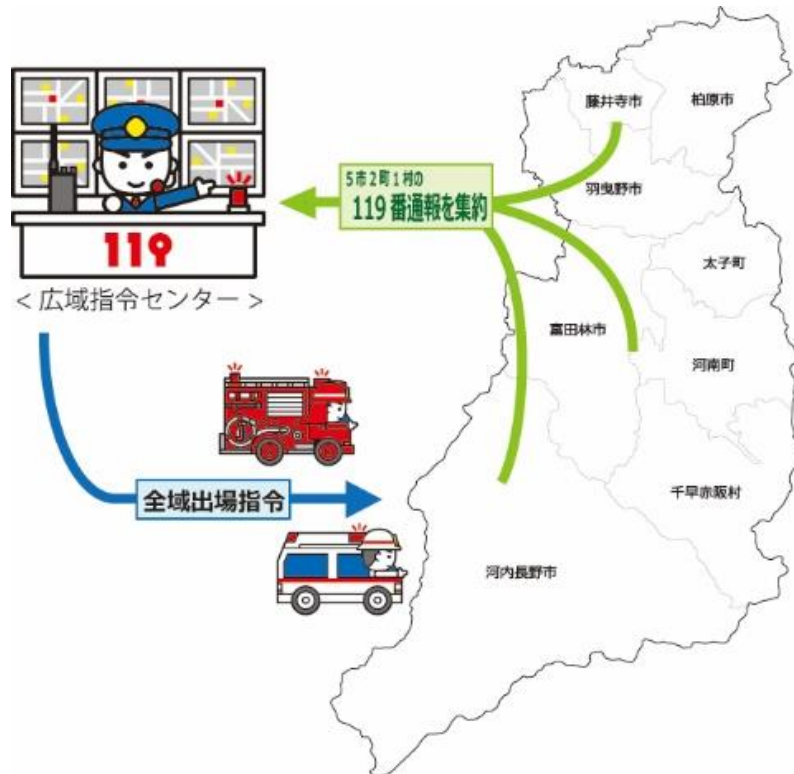 119
<広域指令センター>
5市2町1村の
119番通報を集約
全域出場指令
藤井寺市
柏原市
羽曳野市
太子町
富田林市
河南町
千早赤阪村
河内長野市